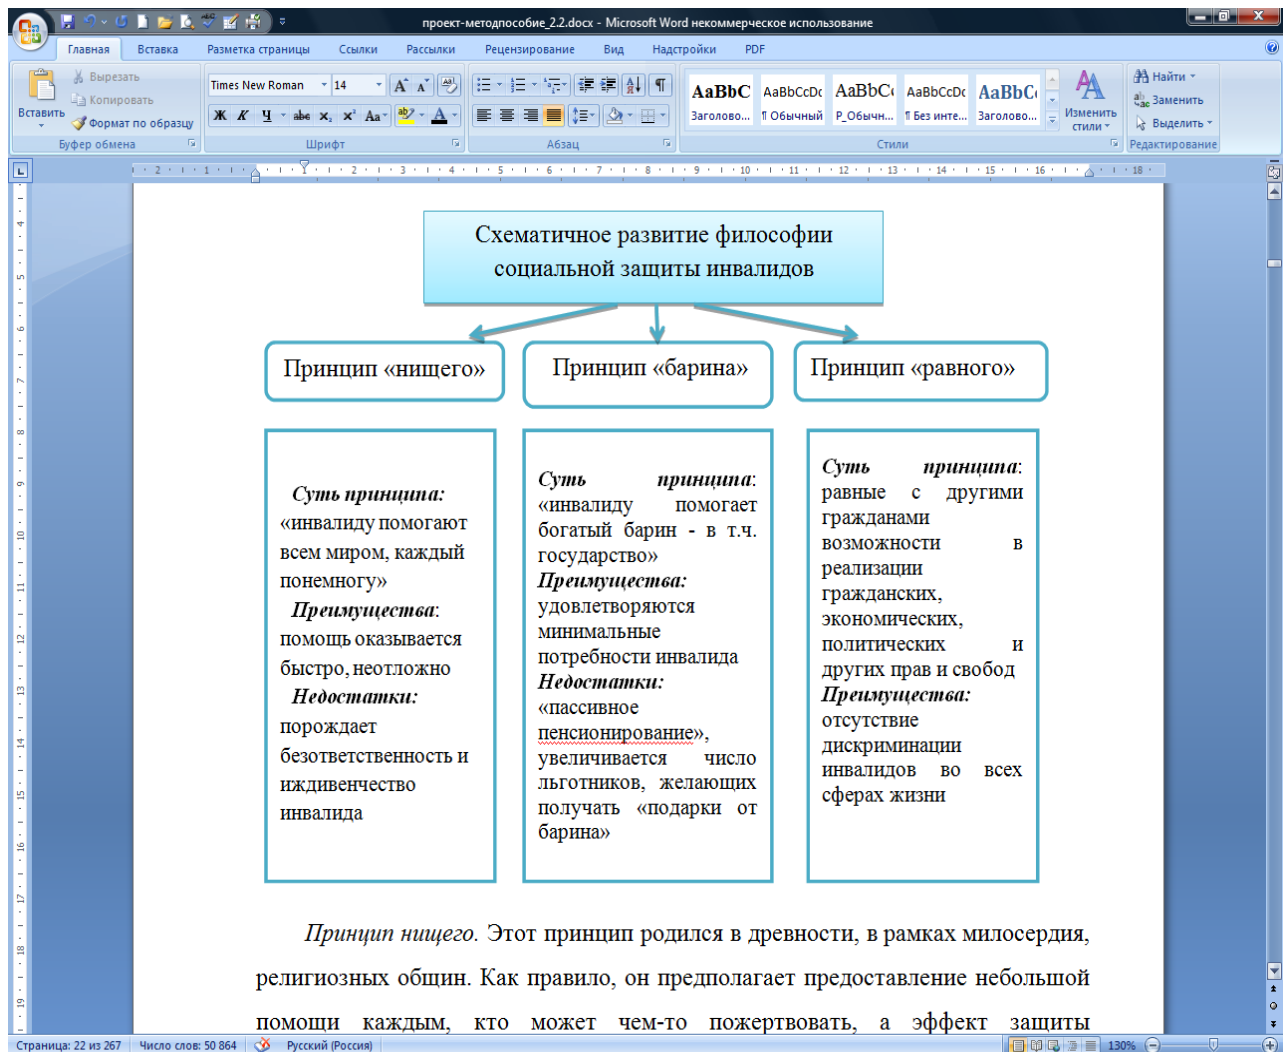 проект-методпособие_2.2.docx - Microsoft Word некоммерческое использование
Главная Вставка Разметка страницы Ссылки Рассылки Рецензирование Вид Надстройки PDF
Вставить
Вырезать
Копировать
Формат по образцу
Буфер обмена
Times New Roman 14
Ж К Ч abe x₂ x² Aa
Шрифт
Абзац
AaBbC AaBbCcDc AaBbCc AaBbCcDc AaBbCc
Заголово... ¶ Обычный Р_Обычн... ¶ Без инте... Заголово...
Изменить
стили
Стили
Найти
Заменить
Выделить
Редактирование
Схематичное развитие философии
социальной защиты инвалидов
Принцип «нищего»
Принцип «барина»
Принцип «равного»
Суть принципа:
«инвалиду помогают
всем миром, каждый
понемногу»
Преимущества:
помощь оказывается
быстро, неотложно
Недостатки:
порождает
безответственность и
иждивенчество
инвалида
Суть принципа:
«инвалиду помогает
богатый барин - в т.ч.
государство»
Преимущества:
удовлетворяются
минимальные
потребности инвалида
Недостатки:
«пассивное
пенсионирование»,
увеличивается число
льготников, желающих
получать «подарки от
барина»
Суть принципа:
равные с другими
гражданами
возможности в
реализации
гражданских,
экономических,
политических и
других прав и свобод
Преимущества:
отсутствие
дискриминации
инвалидов во всех
сферах жизни
Принцип нищего. Этот принцип родился в древности, в рамках милосердия,
религиозных общин. Как правило, он предполагает предоставление небольшой
помощи каждым, кто может чем-то пожертвовать, а эффект защиты
Страница: 22 из 267 Число слов: 50 864 Русский (Россия) 130%